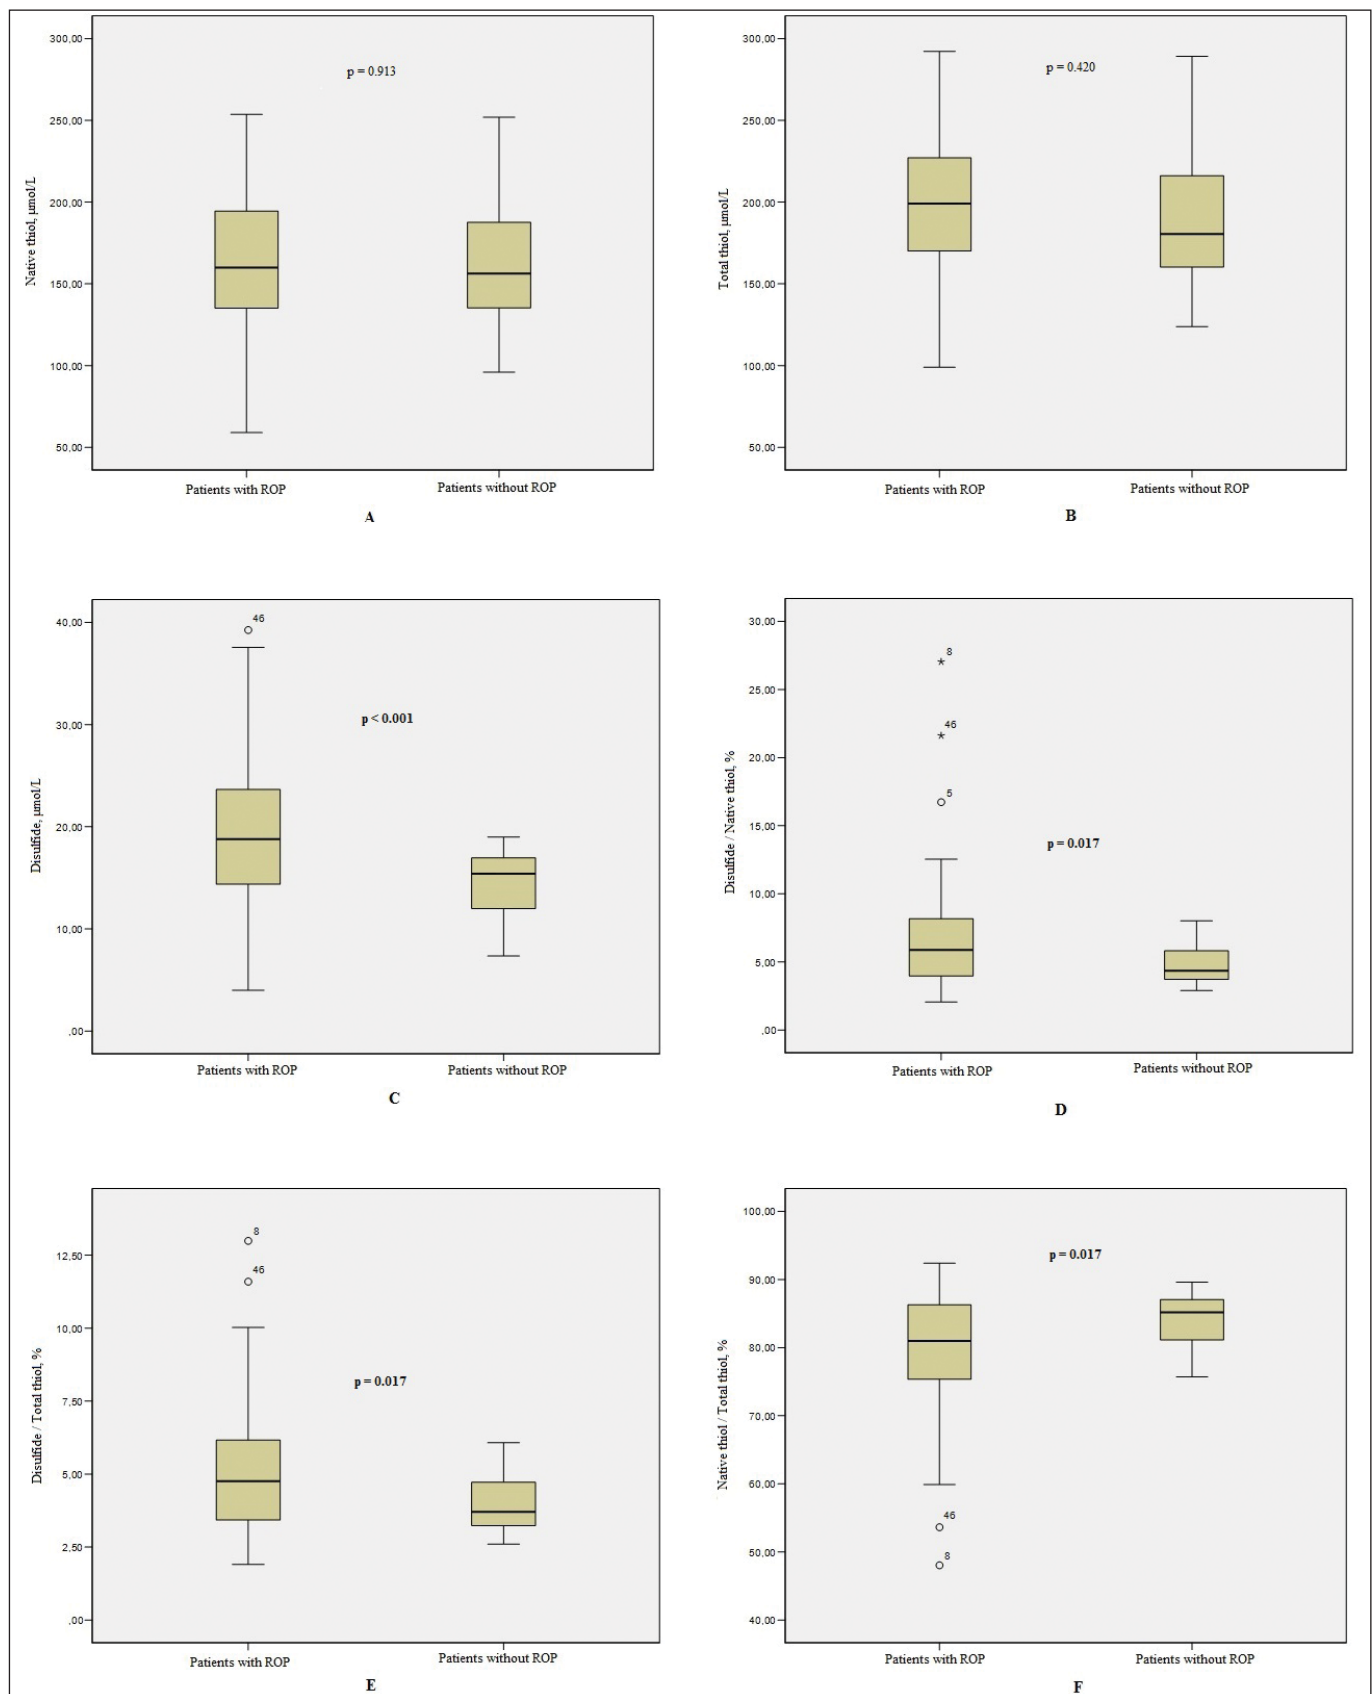 300,00
250,00
200,00
150,00
100,00
50,00
Native thiol, µmol/L
p = 0.913
Patients with ROP
Patients without ROP
A
300,00
250,00
200,00
150,00
100,00
50,00
Total thiol, µmol/L
p = 0.420
Patients with ROP
Patients without ROP
B
40,00
30,00
20,00
10,00
,00
Disulfide, µmol/L
46
p < 0.001
Patients with ROP
Patients without ROP
C
30,00
25,00
20,00
15,00
10,00
5,00
,00
Disulfide / Native thiol, %
8
46
5
p = 0.017
Patients with ROP
Patients without ROP
D
12,50
10,00
7,50
5,00
2,50
,00
Disulfide / Total thiol, %
8
46
p = 0.017
Patients with ROP
Patients without ROP
E
100,00
90,00
80,00
70,00
60,00
50,00
40,00
Native thiol / Total thiol, %
p = 0.017
46
8
Patients with ROP
Patients without ROP
F